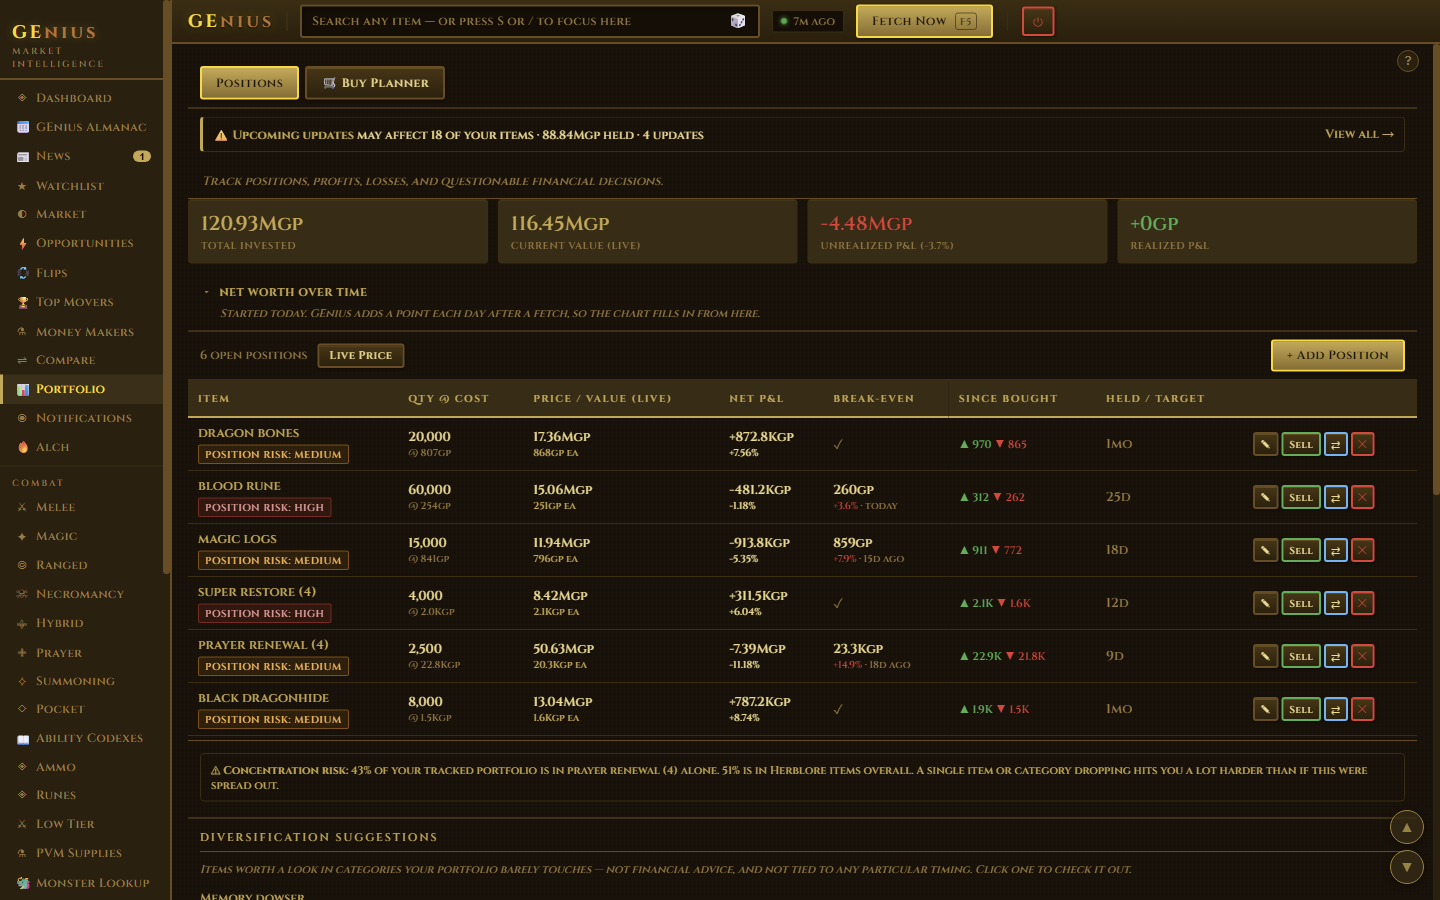 GENIUS
MARKET
INTELLIGENCE
DASHBOARD
GENIUS ALMANAC
NEWS 1
WATCHLIST
MARKET
OPPORTUNITIES
FLIPS
TOP MOVERS
MONEY MAKERS
COMPARE
PORTFOLIO
NOTIFICATIONS
ALCH
COMBAT
MELEE
MAGIC
RANGED
NECROMANCY
HYBRID
PRAYER
SUMMONING
POCKET
ABILITY CODEXES
AMMO
RUNES
LOW TIER
PVM SUPPLIES
MONSTER LOOKUP
GENIUS
SEARCH ANY ITEM — OR PRESS S OR / TO FOCUS HERE
7M AGO
FETCH NOW F5
?
POSITIONS
BUY PLANNER
⚠ UPCOMING UPDATES MAY AFFECT 18 OF YOUR ITEMS · 88.84MGP HELD · 4 UPDATES
VIEW ALL →
TRACK POSITIONS, PROFITS, LOSSES, AND QUESTIONABLE FINANCIAL DECISIONS.
120.93MGP
TOTAL INVESTED
116.45MGP
CURRENT VALUE (LIVE)
-4.48MGP
UNREALIZED P&L (-3.7%)
+0GP
REALIZED P&L
- NET WORTH OVER TIME
STARTED TODAY. GENIUS ADDS A POINT EACH DAY AFTER A FETCH, SO THE CHART FILLS IN FROM HERE.
6 OPEN POSITIONS LIVE PRICE
+ ADD POSITION
ITEM QTY @ COST PRICE / VALUE (LIVE) NET P&L BREAK-EVEN SINCE BOUGHT HELD / TARGET
DRAGON BONES 20,000 17.36MGP +872.8KGP ✓ ▲ 970 ▼ 865 1MO SELL
POSITION RISK: MEDIUM @ 807GP 868GP EA +7.56%
BLOOD RUNE 60,000 15.06MGP -481.2KGP 260GP ▲ 312 ▼ 262 25D SELL
POSITION RISK: HIGH @ 254GP 251GP EA -1.18% +3.6% · TODAY
MAGIC LOGS 15,000 11.94MGP -913.8KGP 859GP ▲ 911 ▼ 772 18D SELL
POSITION RISK: MEDIUM @ 841GP 796GP EA -5.35% +7.9% · 15D AGO
SUPER RESTORE (4) 4,000 8.42MGP +311.5KGP ✓ ▲ 2.1K ▼ 1.6K 12D SELL
POSITION RISK: HIGH @ 2.0KGP 2.1KGP EA +6.04%
PRAYER RENEWAL (4) 2,500 50.63MGP -7.39MGP 23.3KGP ▲ 22.9K ▼ 21.8K 9D SELL
POSITION RISK: MEDIUM @ 22.8KGP 20.3KGP EA -11.18% +14.9% · 18D AGO
BLACK DRAGONHIDE 8,000 13.04MGP +787.2KGP ✓ ▲ 1.9K ▼ 1.5K 1MO SELL
POSITION RISK: MEDIUM @ 1.5KGP 1.6KGP EA +8.74%
⚠ CONCENTRATION RISK: 43% OF YOUR TRACKED PORTFOLIO IS IN PRAYER RENEWAL (4) ALONE. 51% IS IN HERBLORE ITEMS OVERALL. A SINGLE ITEM OR CATEGORY DROPPING HITS YOU A LOT HARDER THAN IF THIS WERE
SPREAD OUT.
DIVERSIFICATION SUGGESTIONS
ITEMS WORTH A LOOK IN CATEGORIES YOUR PORTFOLIO BARELY TOUCHES — NOT FINANCIAL ADVICE, AND NOT TIED TO ANY PARTICULAR TIMING. CLICK ONE TO CHECK IT OUT.
MEMORY DOWSER